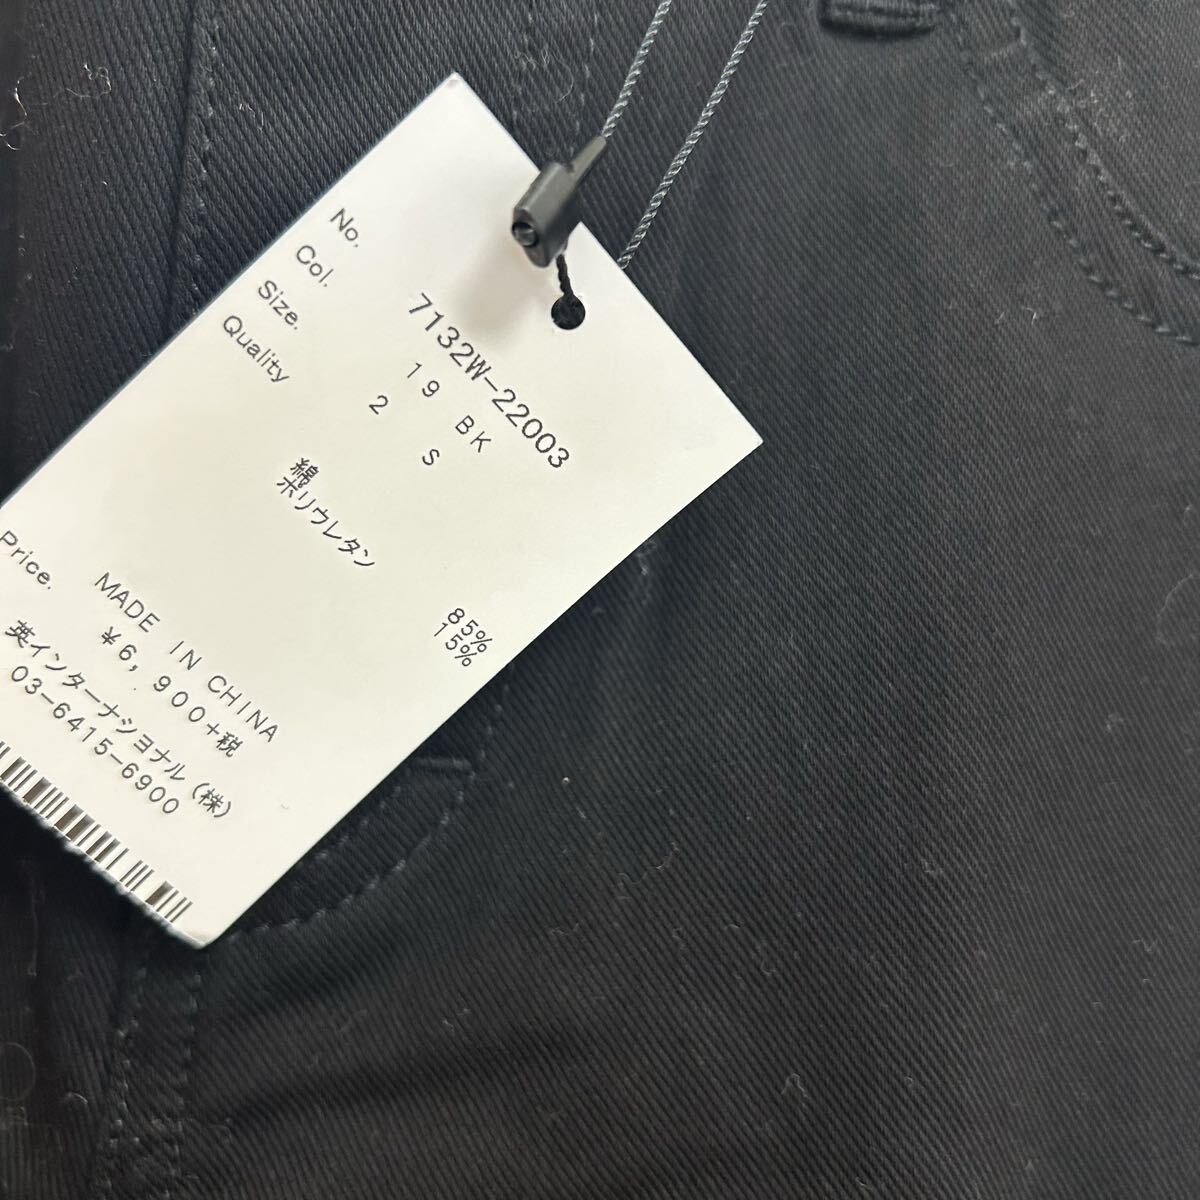 No. 7132W-22003
Col. 19 BK
Size. 2 S
Quality
綿 85%
ポリウレタン 15%
MADE IN CHINA
Price. ¥6,900+税
英インターナショナル(株)
03-6415-6900